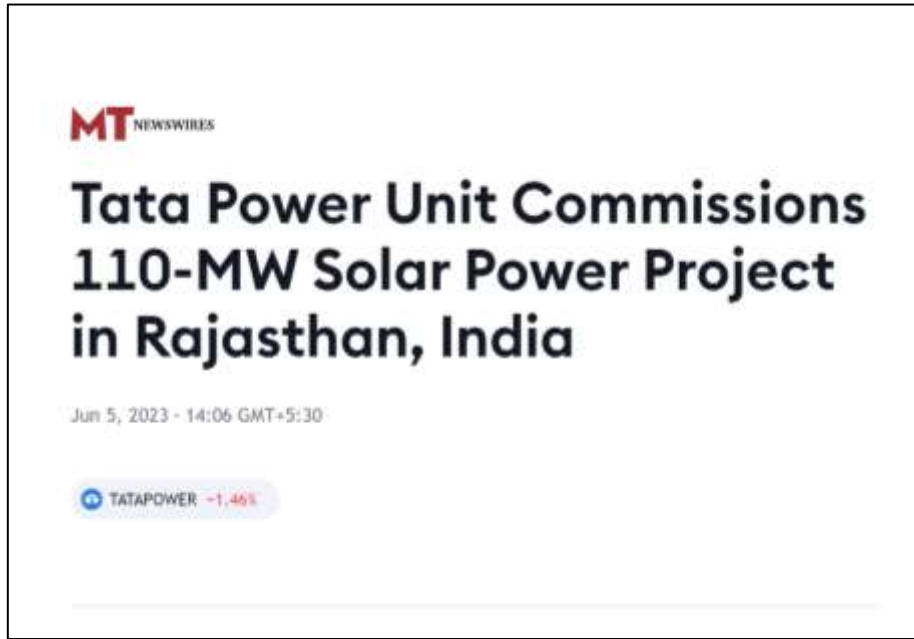 MT NEWSWIRES
Tata Power Unit Commissions
110-MW Solar Power Project
in Rajasthan, India
Jun 5, 2023 · 14:06 GMT+5:30
TATAPOWER −1.46%